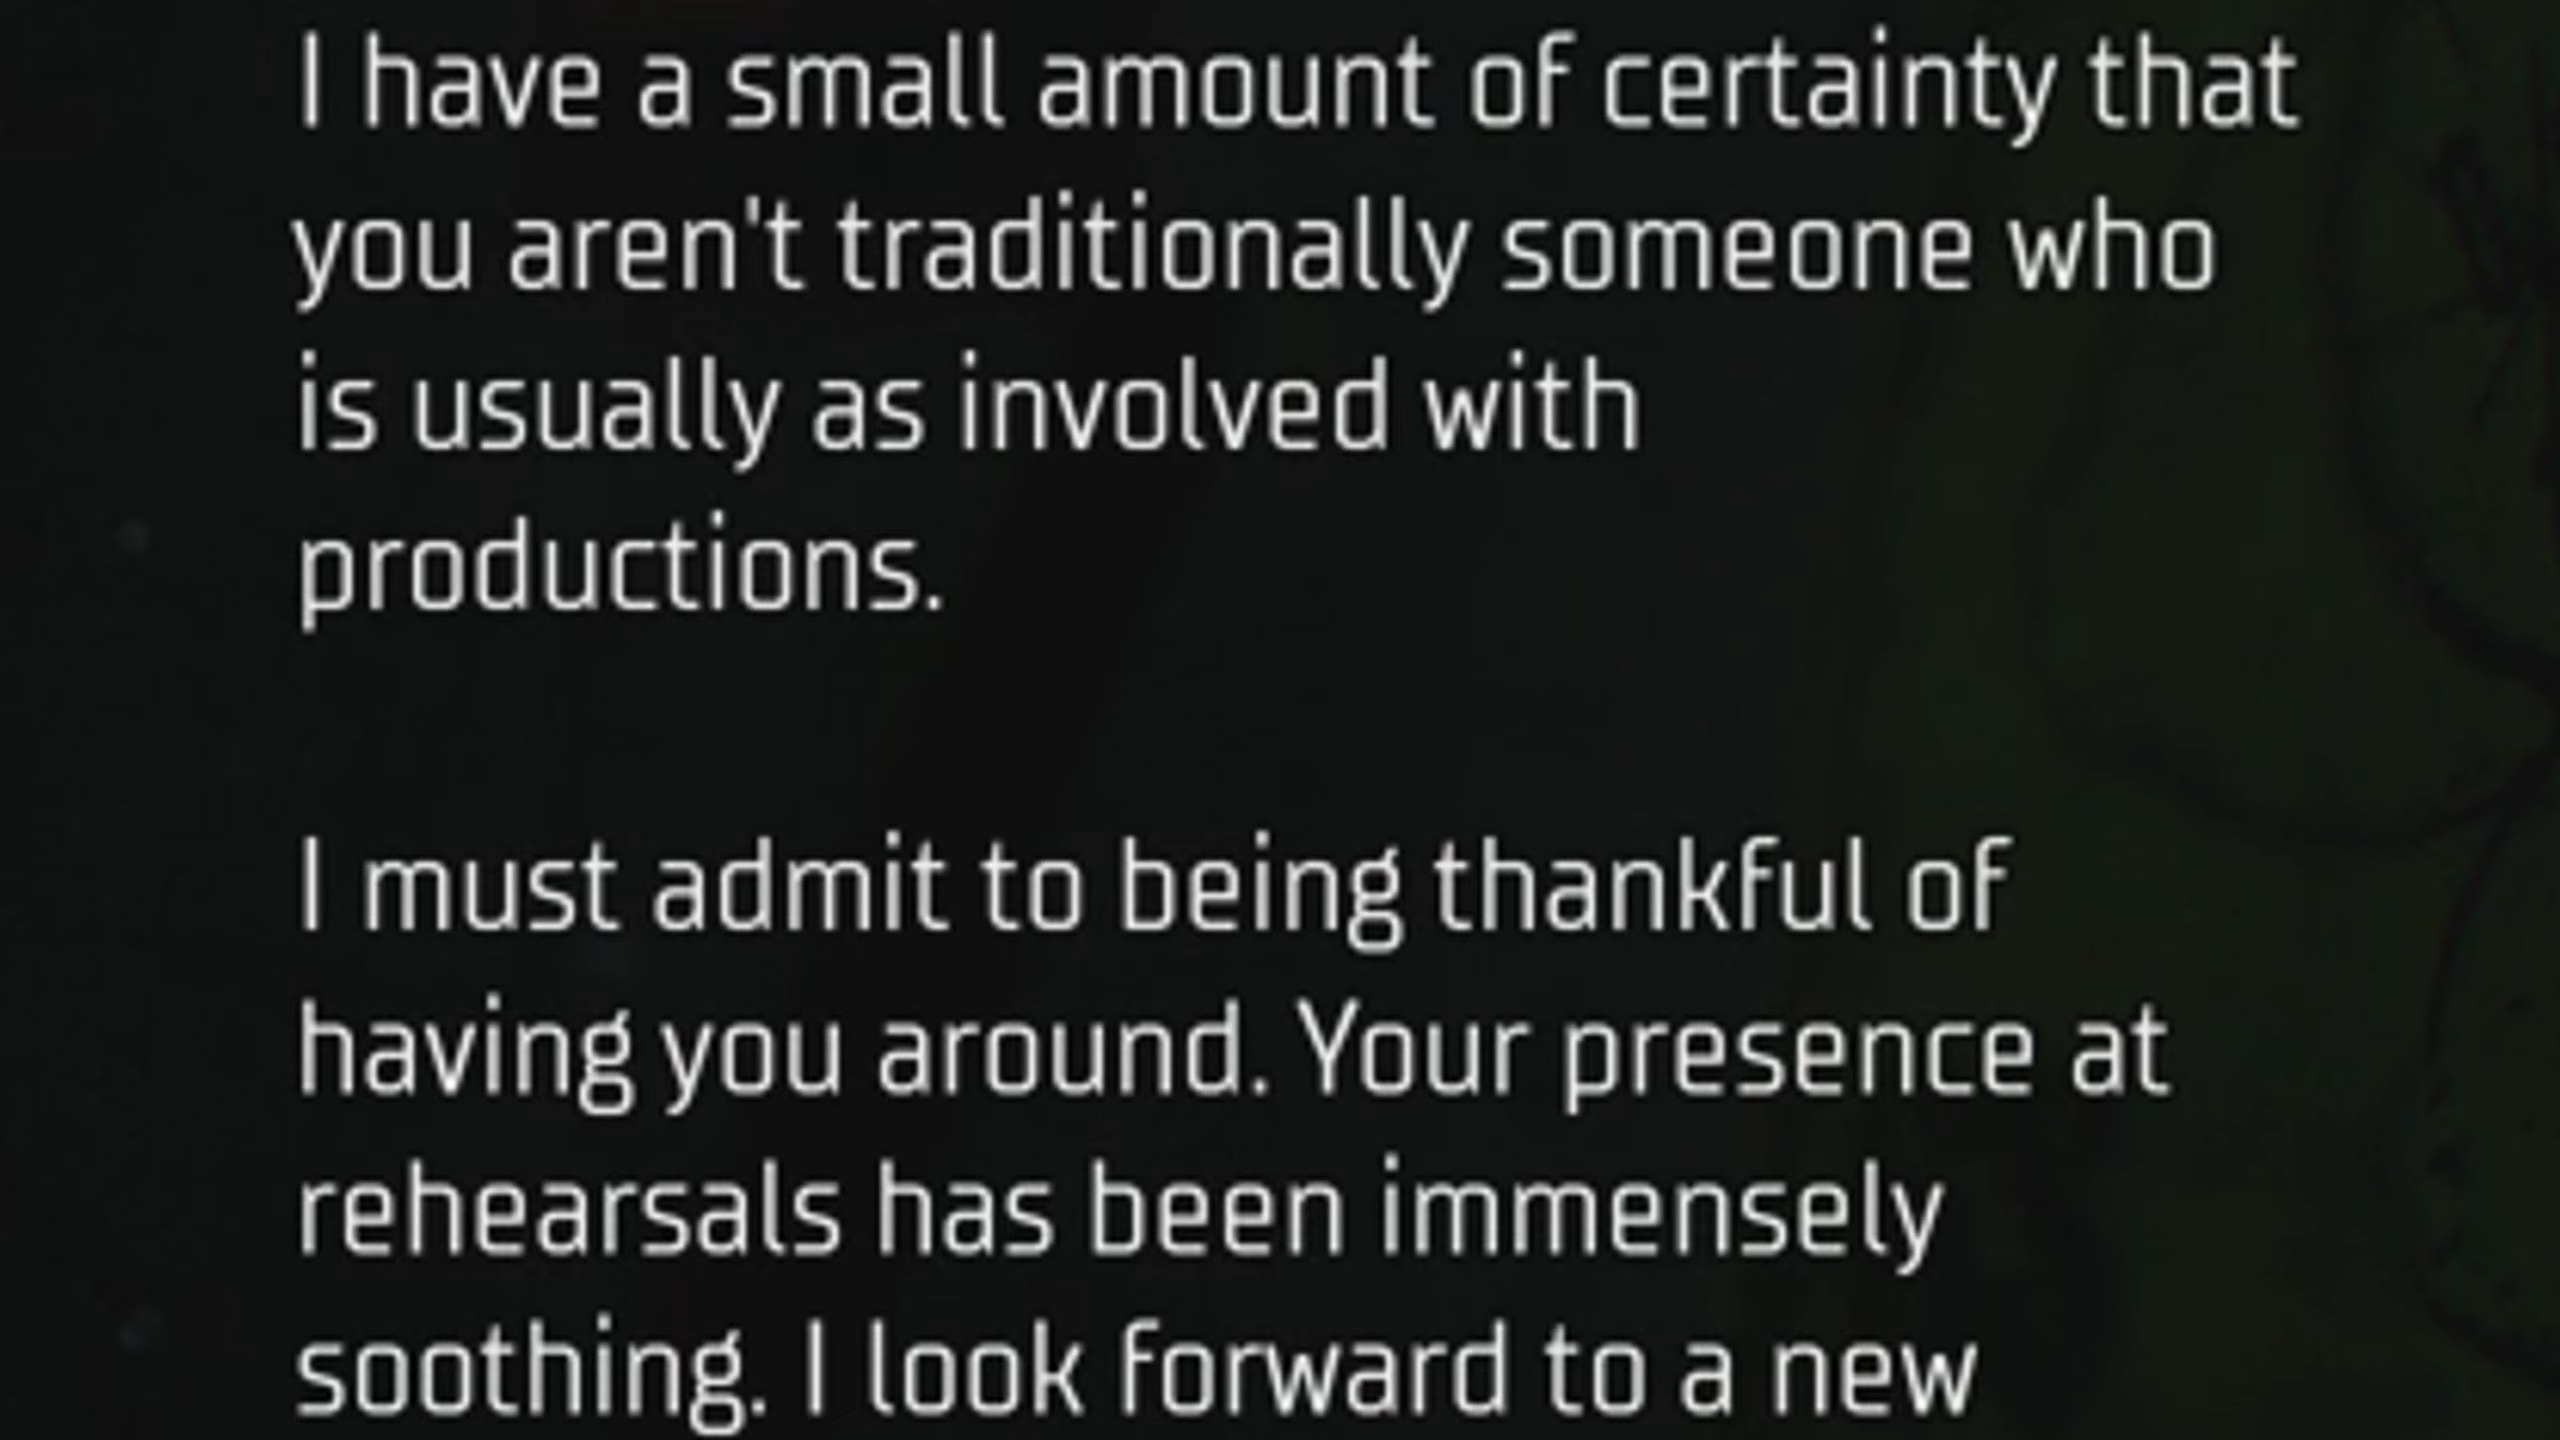 I have a small amount of certainty that
you aren't traditionally someone who
is usually as involved with
productions.
I must admit to being thankful of
having you around. Your presence at
rehearsals has been immensely
soothing. I look forward to a new